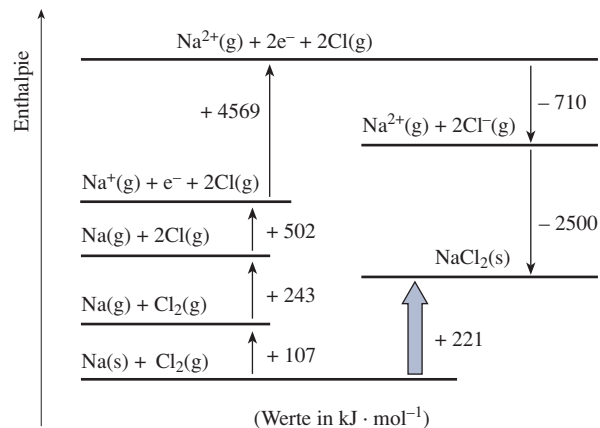 Enthalpie
Na²⁺(g) + 2e⁻ + 2Cl(g)
+ 4569
– 710
Na²⁺(g) + 2Cl⁻(g)
Na⁺(g) + e⁻ + 2Cl(g)
+ 502
– 2500
Na(g) + 2Cl(g)
NaCl₂(s)
+ 243
Na(g) + Cl₂(g)
+ 221
+ 107
Na(s) + Cl₂(g)
(Werte in kJ · mol⁻¹)